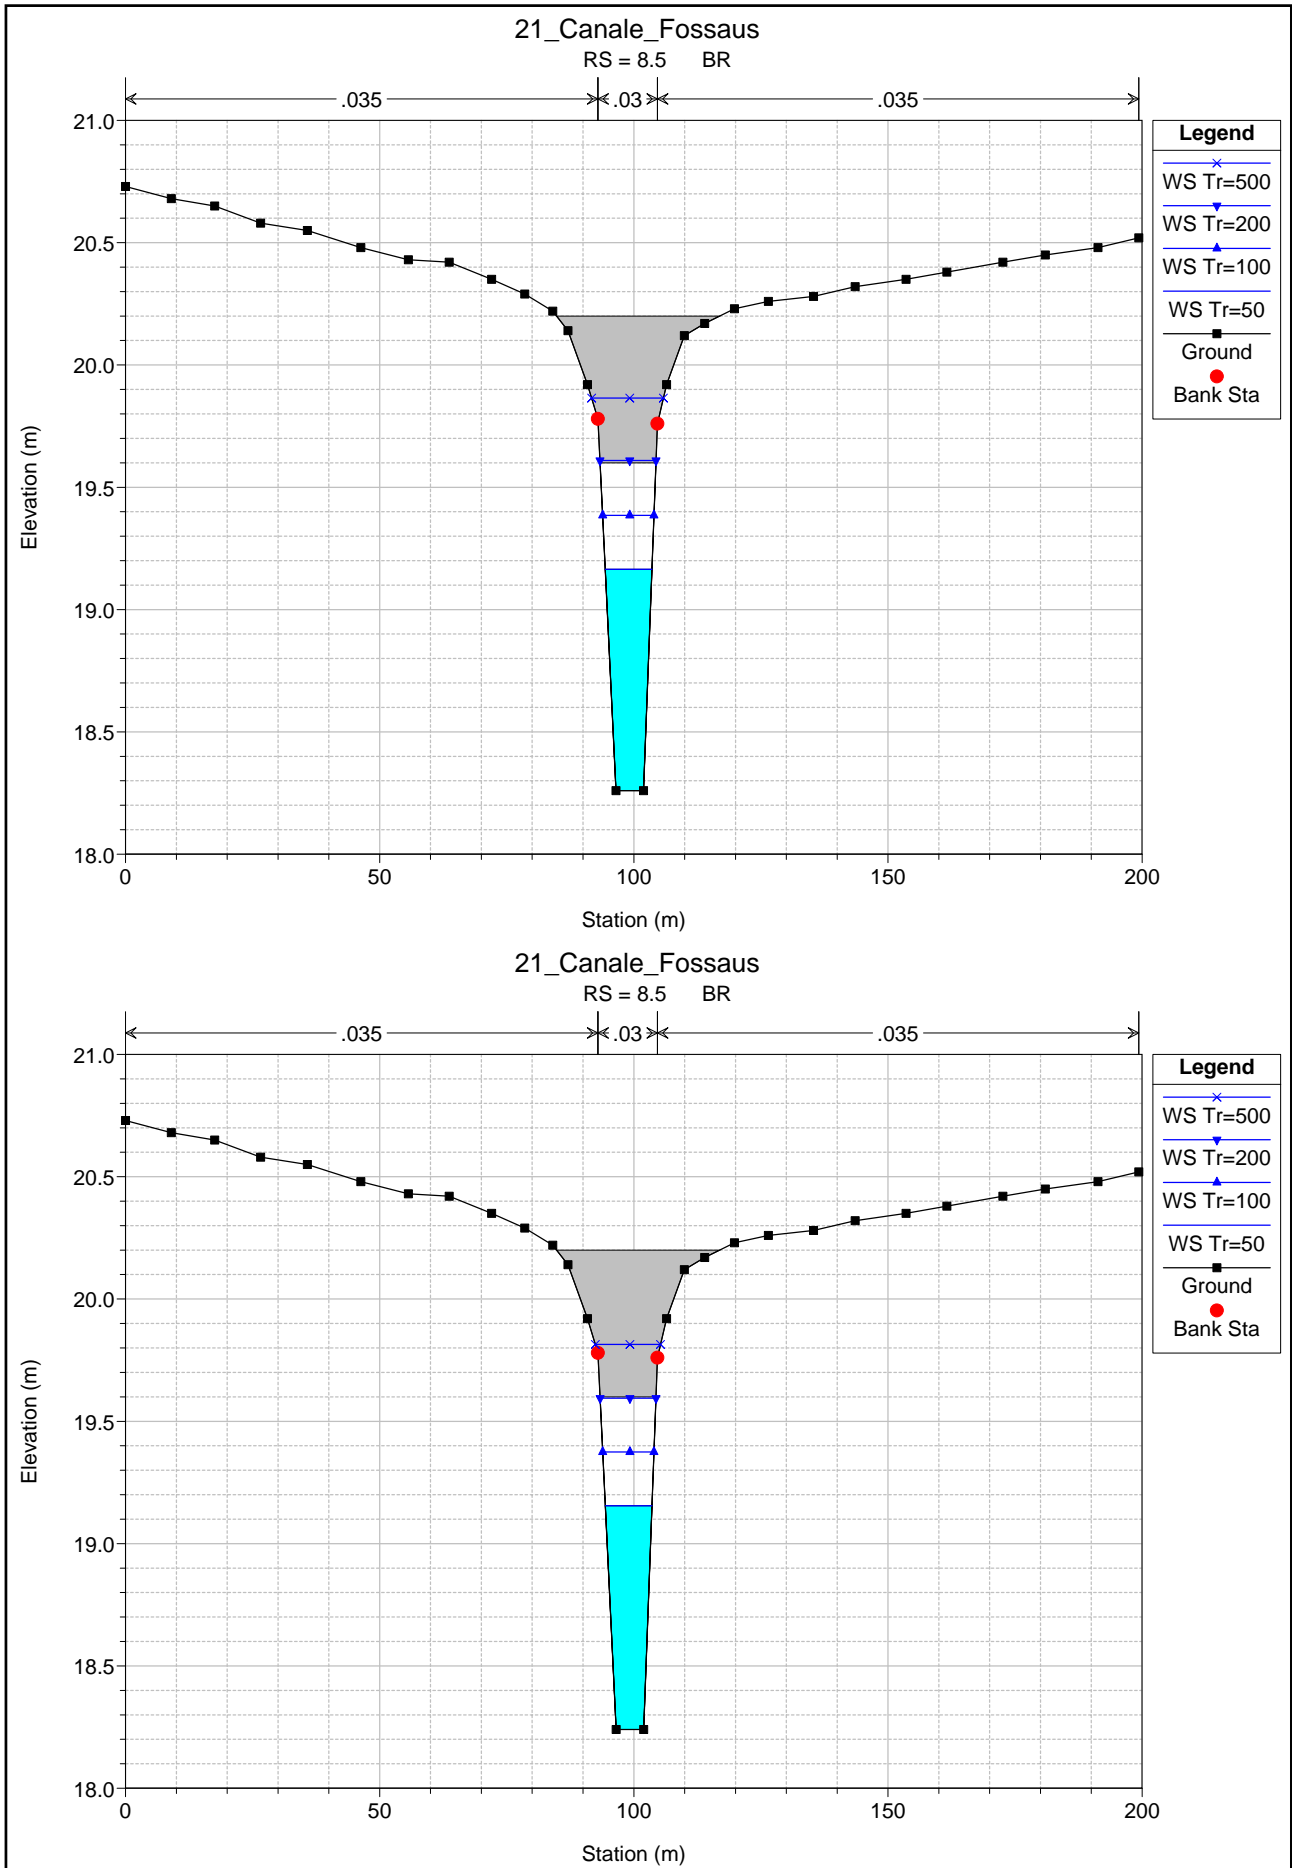 21_Canale_Fossaus
RS = 8.5 BR
.035 .03 .035
Legend
WS Tr=500
WS Tr=200
WS Tr=100
WS Tr=50
Ground
Bank Sta
21.0
20.5
20.0
19.5
19.0
18.5
18.0
Elevation (m)
0 50 100 150 200
Station (m)
21_Canale_Fossaus
RS = 8.5 BR
.035 .03 .035
Legend
WS Tr=500
WS Tr=200
WS Tr=100
WS Tr=50
Ground
Bank Sta
21.0
20.5
20.0
19.5
19.0
18.5
18.0
Elevation (m)
0 50 100 150 200
Station (m)